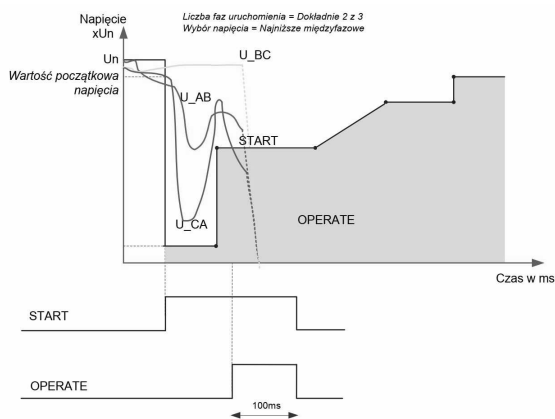 Napięcie
xUn
Liczba faz uruchomienia = Dokładnie 2 z 3
Wybór napięcia = Najniższe międzyfazowe
Un
Wartość początkowa
napięcia
U_BC
U_AB
START
U_CA
OPERATE
Czas w ms
START
OPERATE
100ms